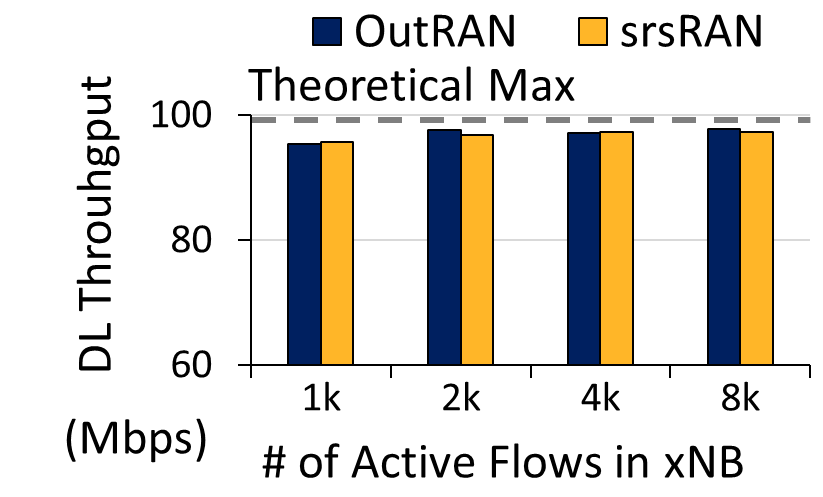 OutRAN srsRAN
Theoretical Max
DL Throuhgput
(Mbps)
100
80
60
1k 2k 4k 8k
# of Active Flows in xNB